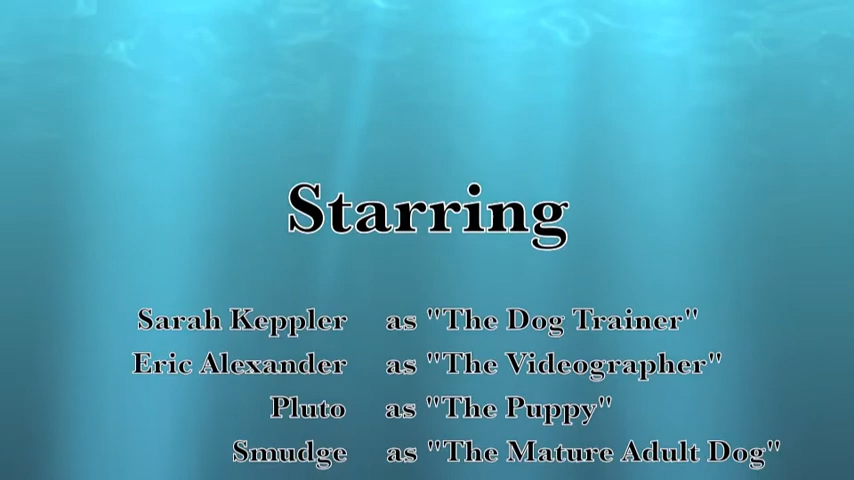 Starring
Sarah Keppler as "The Dog Trainer"
Eric Alexander as "The Videographer"
Pluto as "The Puppy"
Smudge as "The Mature Adult Dog"